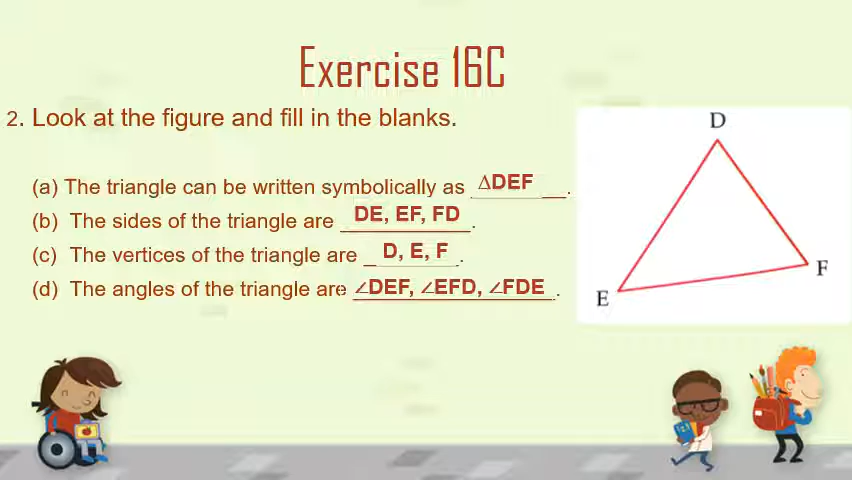 Exercise 16C
2. Look at the figure and fill in the blanks.
(a) The triangle can be written symbolically as ∆DEF.
(b) The sides of the triangle are DE, EF, FD.
(c) The vertices of the triangle are D, E, F.
(d) The angles of the triangle are ∠DEF, ∠EFD, ∠FDE.
D
F
E